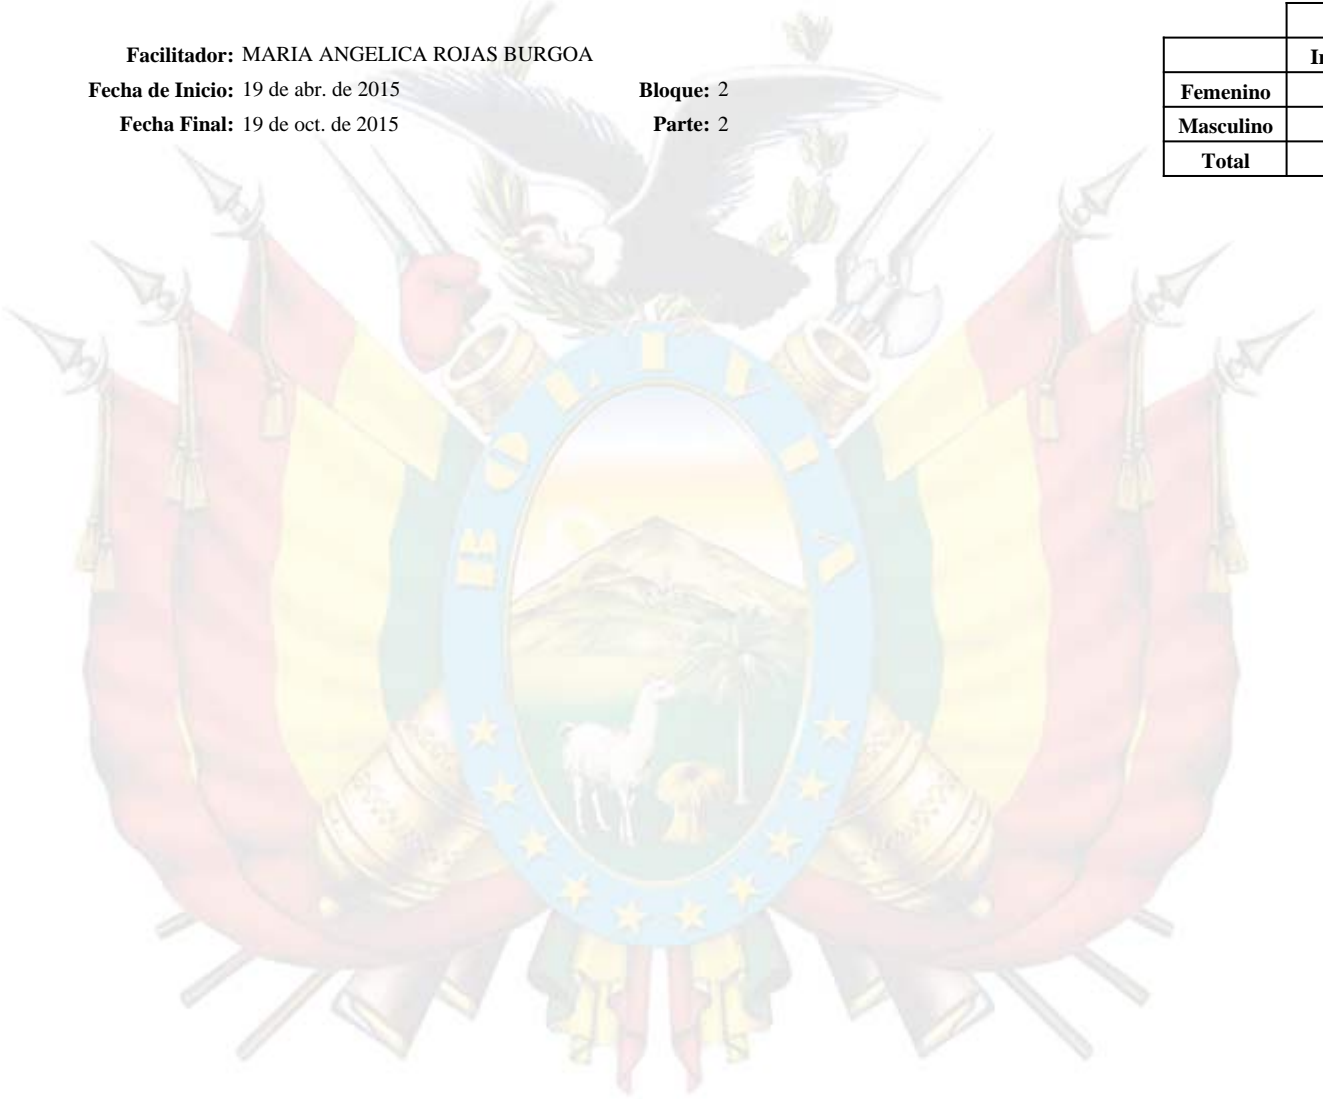 Facilitador: MARIA ANGELICA ROJAS BURGOA
Fecha de Inicio: 19 de abr. de 2015 Bloque: 2
Fecha Final: 19 de oct. de 2015 Parte: 2
Femenino
Masculino
Total
BOLIVIA